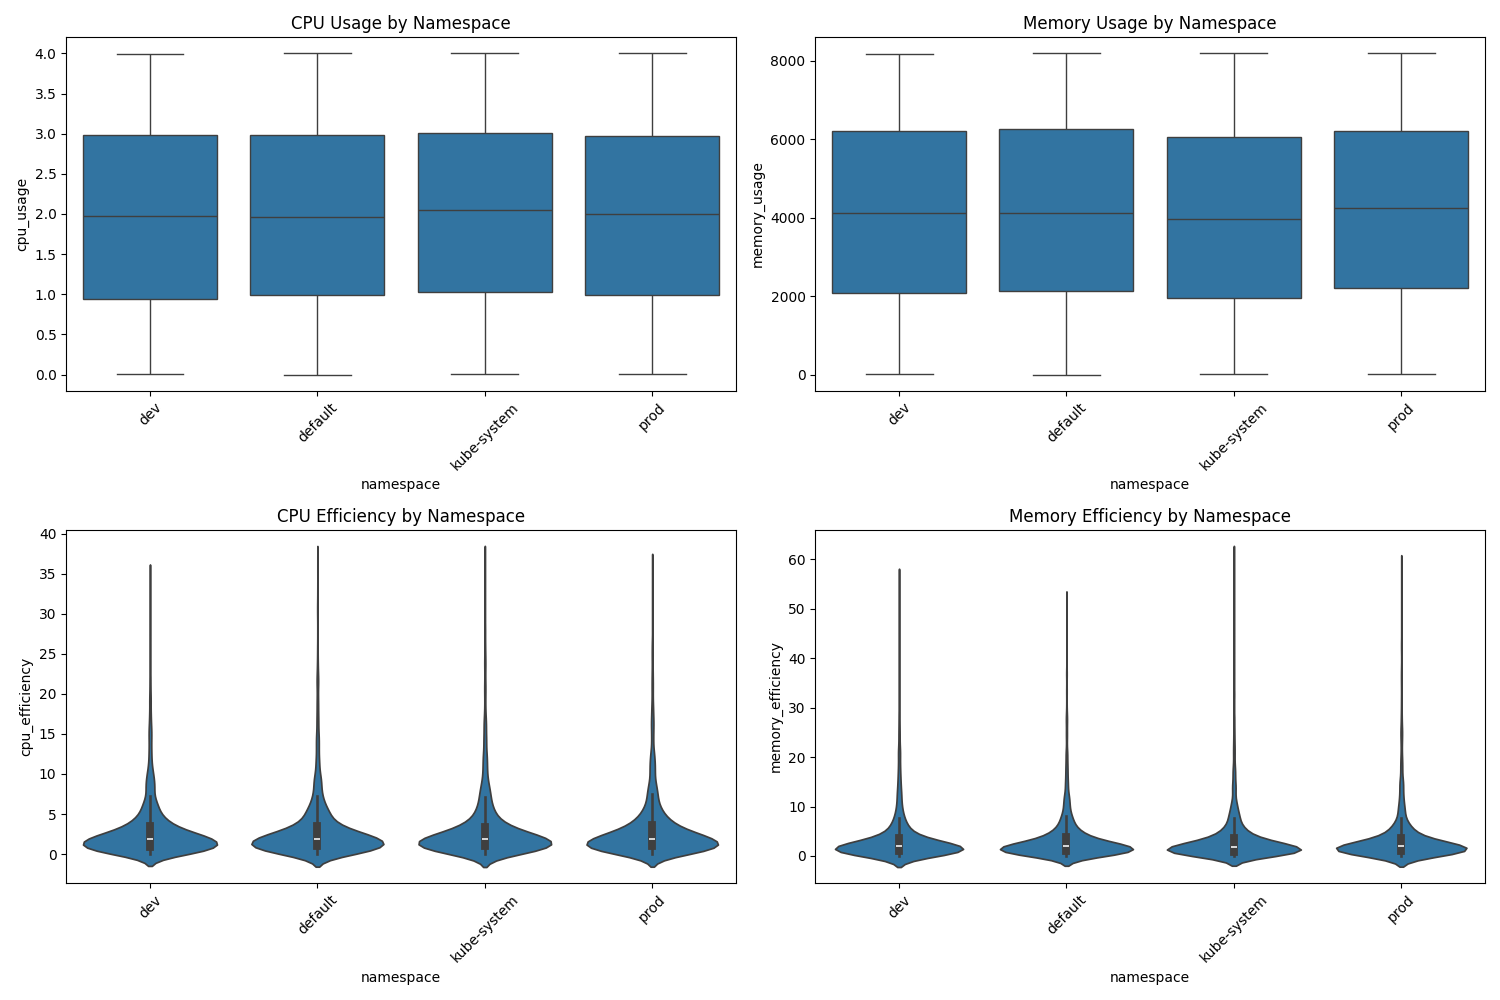 CPU Usage by Namespace
cpu_usage
4.0
3.5
3.0
2.5
2.0
1.5
1.0
0.5
0.0
dev
default
kube-system
prod
namespace
Memory Usage by Namespace
memory_usage
8000
6000
4000
2000
0
dev
default
kube-system
prod
namespace
CPU Efficiency by Namespace
cpu_efficiency
40
35
30
25
20
15
10
5
0
dev
default
kube-system
prod
namespace
Memory Efficiency by Namespace
memory_efficiency
60
50
40
30
20
10
0
dev
default
kube-system
prod
namespace